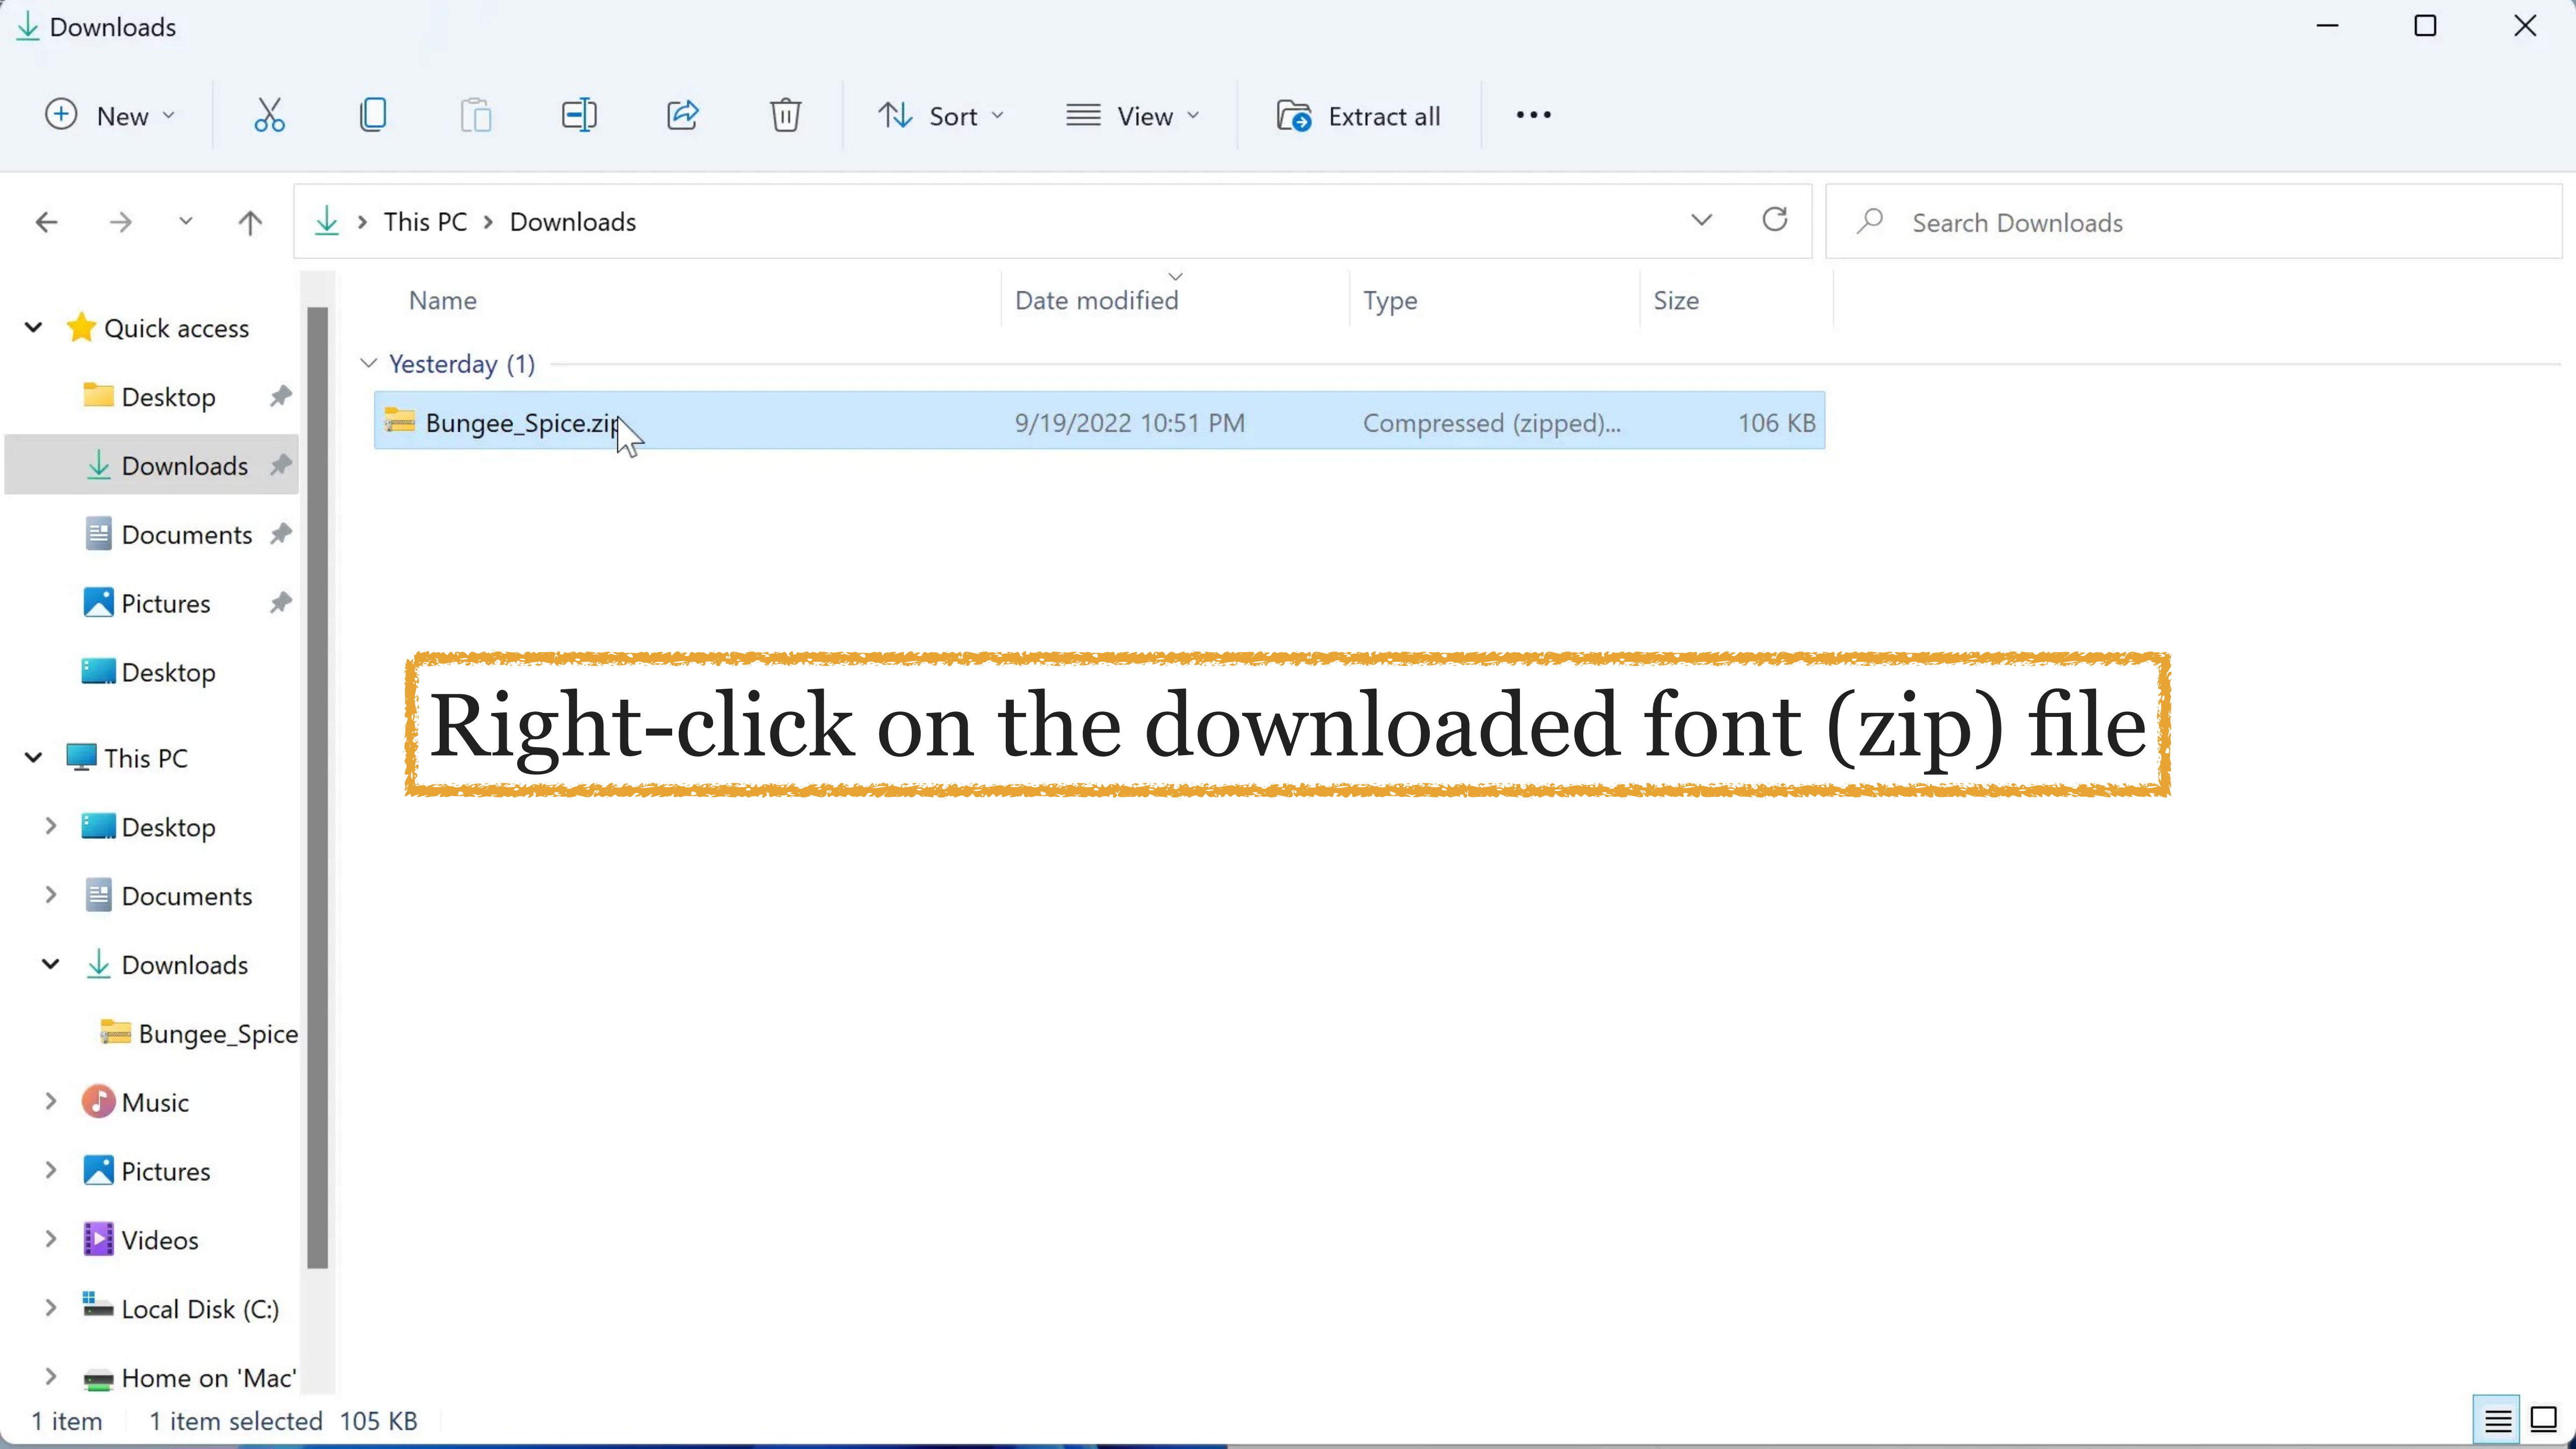 Downloads
New
Sort
View
Extract all
This PC
Downloads
Search Downloads
Name
Date modified
Type
Size
Quick access
Desktop
Downloads
Documents
Pictures
Desktop
This PC
Desktop
Documents
Downloads
Bungee_Spice
Music
Pictures
Videos
Local Disk (C:)
Home on 'Mac'
Yesterday (1)
Bungee_Spice.zip 9/19/2022 10:51 PM Compressed (zipped)... 106 KB
Right-click on the downloaded font (zip) file
1 item 1 item selected 105 KB